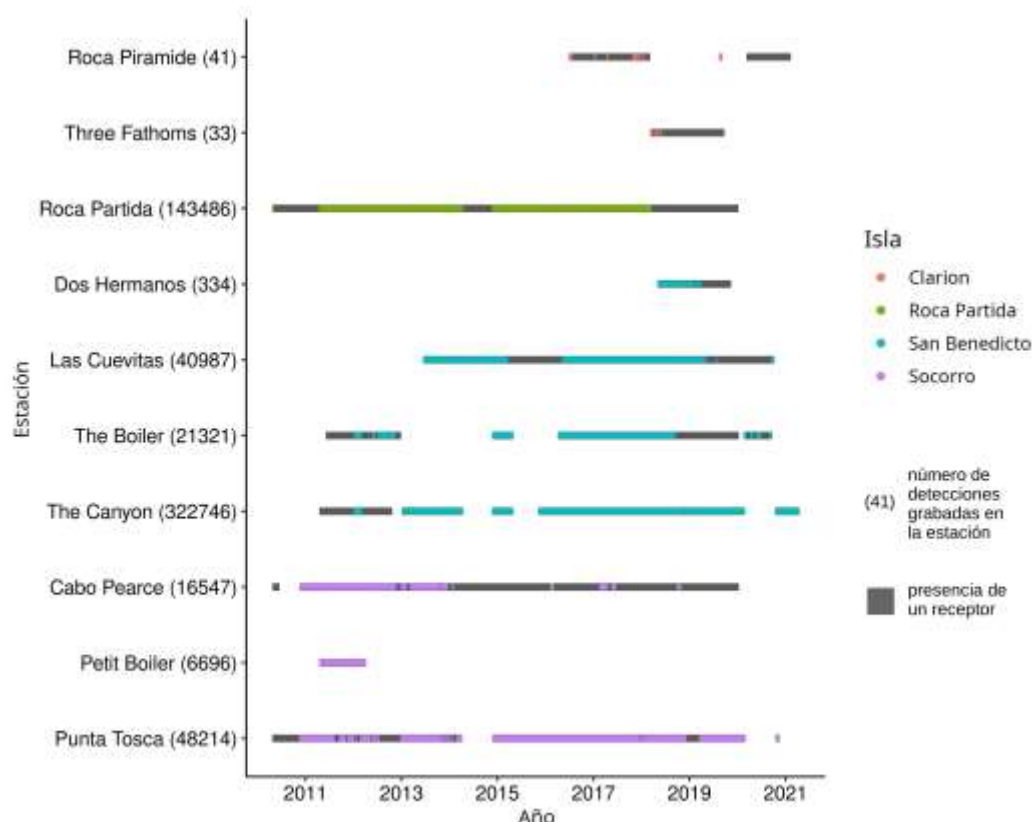 Roca Piramide (41)
Three Fathoms (33)
Roca Partida (143486)
Dos Hermanos (334)
Las Cuevitas (40987)
The Boiler (21321)
The Canyon (322746)
Cabo Pearce (16547)
Petit Boiler (6696)
Punta Tosca (48214)
Estación
2011 2013 2015 2017 2019 2021
Año
Isla
Clarion
Roca Partida
San Benedicto
Socorro
(41)
número de
detecciones
grabadas en
la estación
presencia de
un receptor